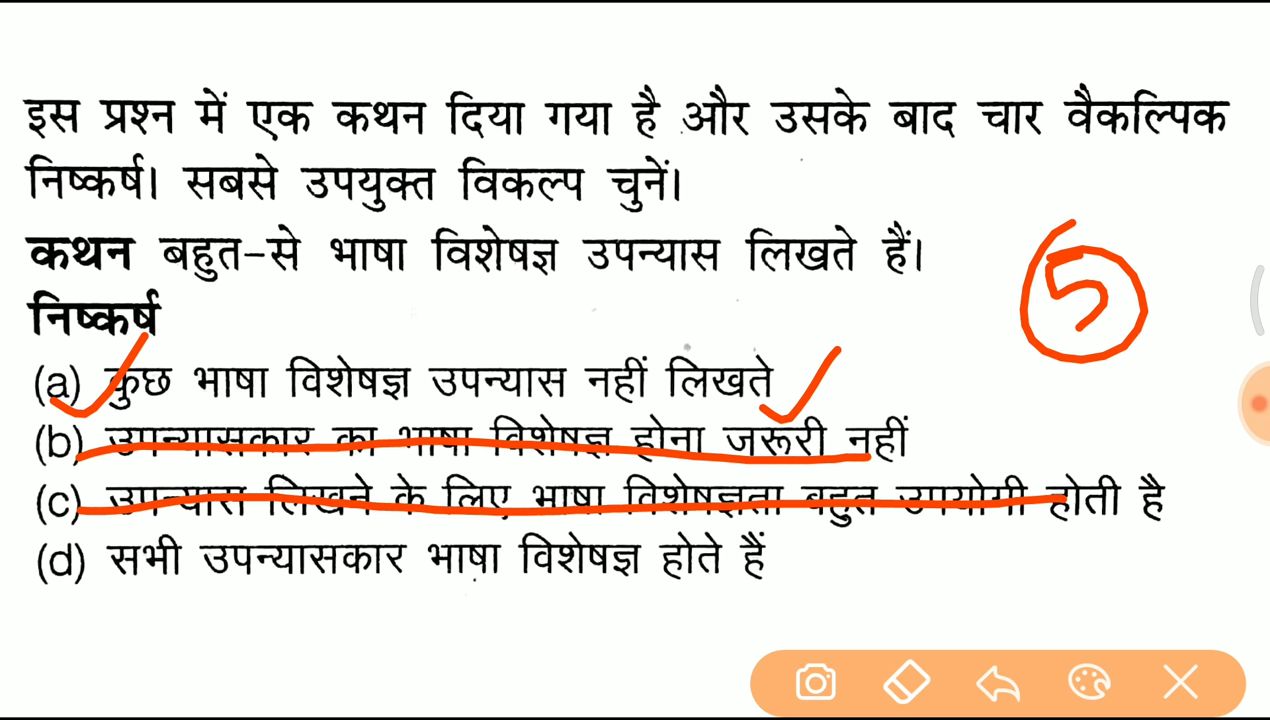 इस प्रश्न में एक कथन दिया गया है और उसके बाद चार वैकल्पिक
निष्कर्ष। सबसे उपयुक्त विकल्प चुनें।
कथन बहुत-से भाषा विशेषज्ञ उपन्यास लिखते हैं।
5
निष्कर्ष
(a) कुछ भाषा विशेषज्ञ उपन्यास नहीं लिखते
(b) उपन्यासकार का भाषा विशेषज्ञ होना जरूरी नहीं
(c) उपन्यास लिखने के लिए भाषा विशेषज्ञता बहुत उपयोगी होती है
(d) सभी उपन्यासकार भाषा विशेषज्ञ होते हैं